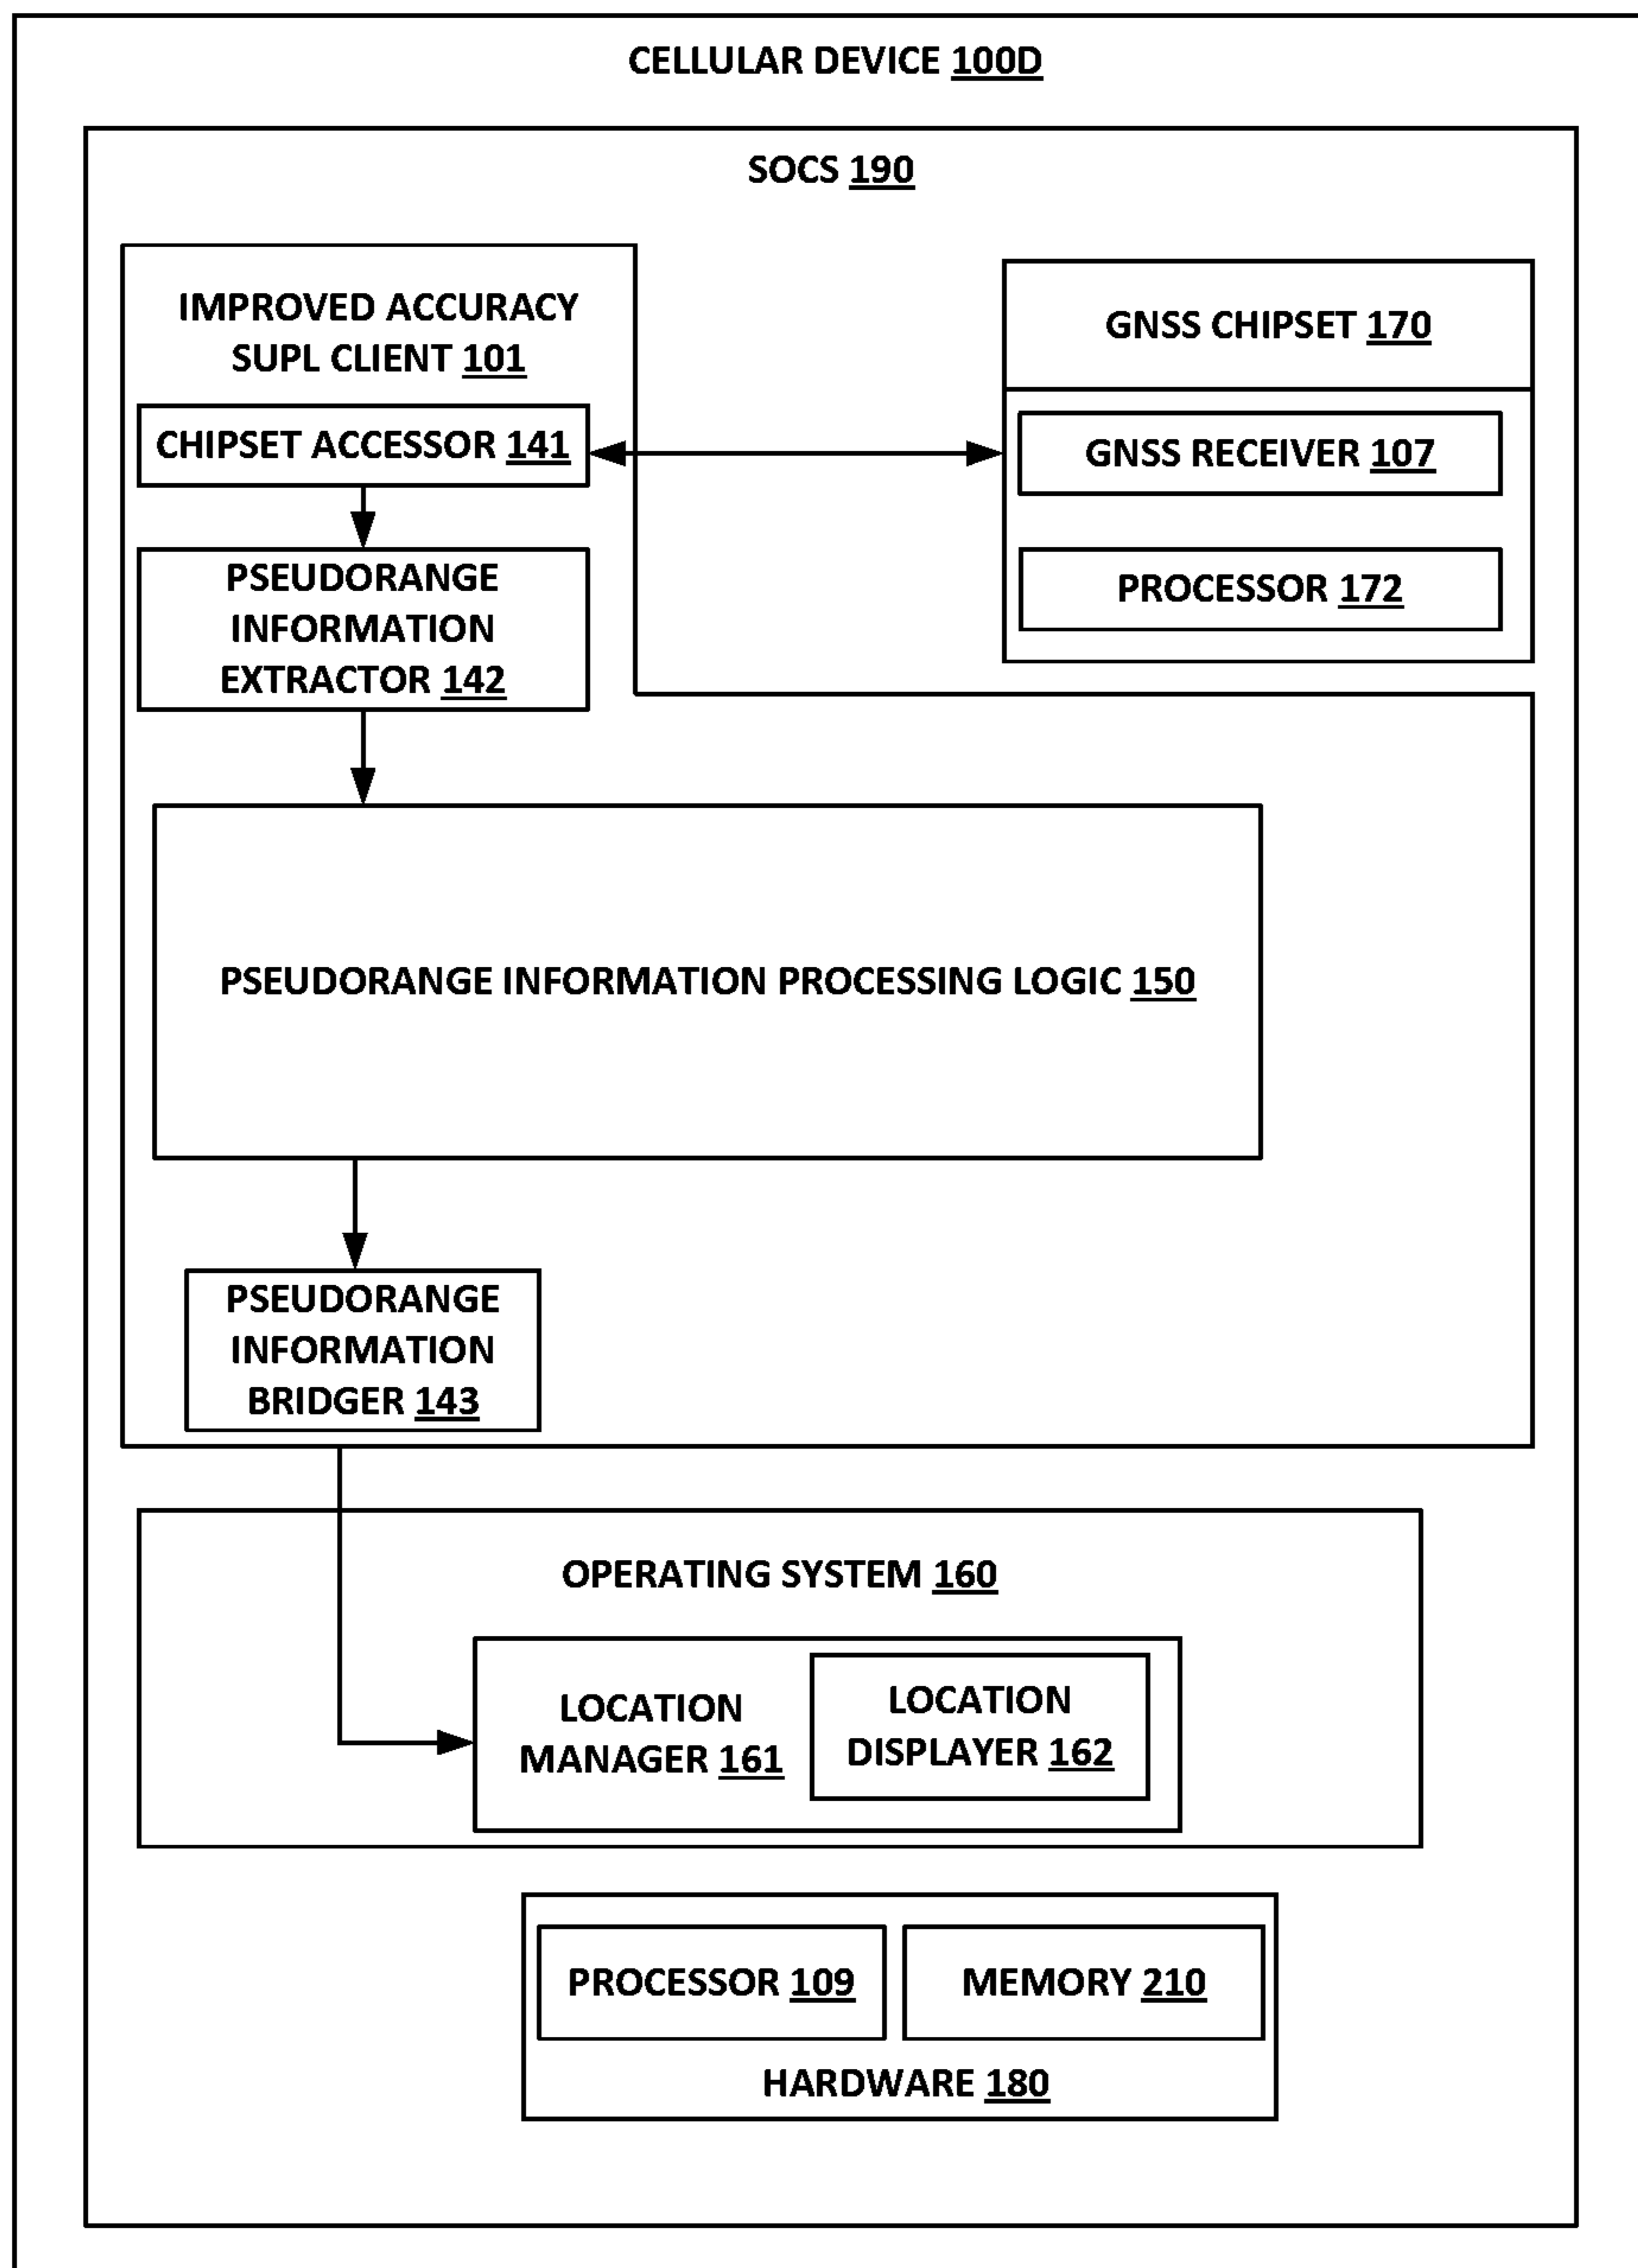 CELLULAR DEVICE 100D
SOCS 190
IMPROVED ACCURACY
SUPL CLIENT 101
GNSS CHIPSET 170
CHIPSET ACCESSOR 141
GNSS RECEIVER 107
PSEUDORANGE
INFORMATION
EXTRACTOR 142
PROCESSOR 172
PSEUDORANGE INFORMATION PROCESSING LOGIC 150
PSEUDORANGE
INFORMATION
BRIDGER 143
OPERATING SYSTEM 160
LOCATION
MANAGER 161
LOCATION
DISPLAYER 162
PROCESSOR 109
MEMORY 210
HARDWARE 180